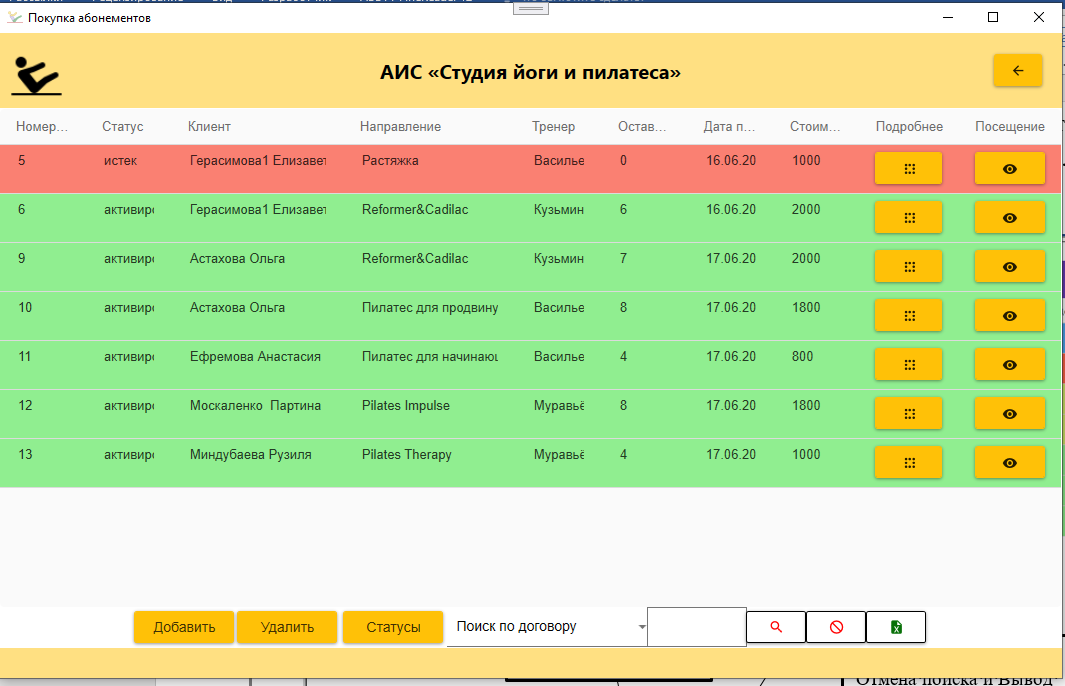 Покупка абонементов
АИС «Студия йоги и пилатеса»
Номер... Статус Клиент Направление Тренер Остав... Дата п... Стоим... Подробнее Посещение
5 истек Герасимова1 Елизавет Растяжка Василье 0 16.06.20 1000
6 активиро Герасимова1 Елизавет Reformer&Cadilac Кузьмин 6 16.06.20 2000
9 активиро Астахова Ольга Reformer&Cadilac Кузьмин 7 17.06.20 2000
10 активиро Астахова Ольга Пилатес для продвину Василье 8 17.06.20 1800
11 активиро Ефремова Анастасия Пилатес для начинающ Василье 4 17.06.20 800
12 активиро Москаленко Партина Pilates Impulse Муравьё 8 17.06.20 1800
13 активиро Миндубаева Рузиля Pilates Therapy Муравьё 4 17.06.20 1000
Добавить Удалить Статусы Поиск по договору
Отмена поиска и Вывод